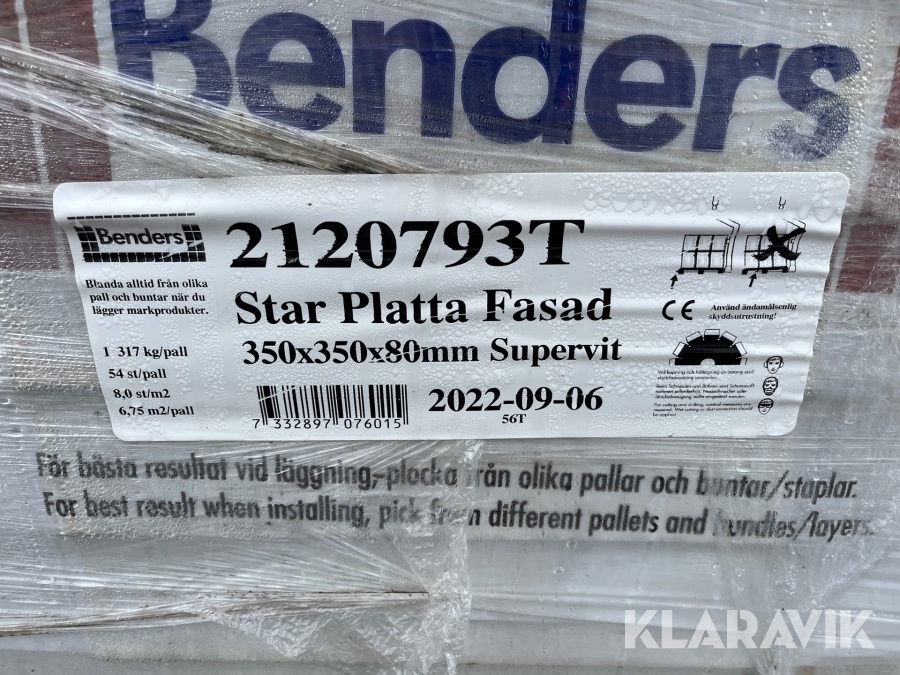 Benders
Benders
Blanda alltid från olika
pall och buntar när du
lägger markprodukter.
1 317 kg/pall
54 st/pall
8,0 st/m2
6,75 m2/pall
2120793T
Star Platta Fasad
350x350x80mm Supervit
7 332897 076015
2022-09-06
56T
CE Använd ändamålsenlig
skyddsutrustning!
För bästa resultat vid läggning,-plocka från olika pallar och buntar/staplar.
For best result when installing, pick from different pallets and bundles/layers.
KLARAVIK